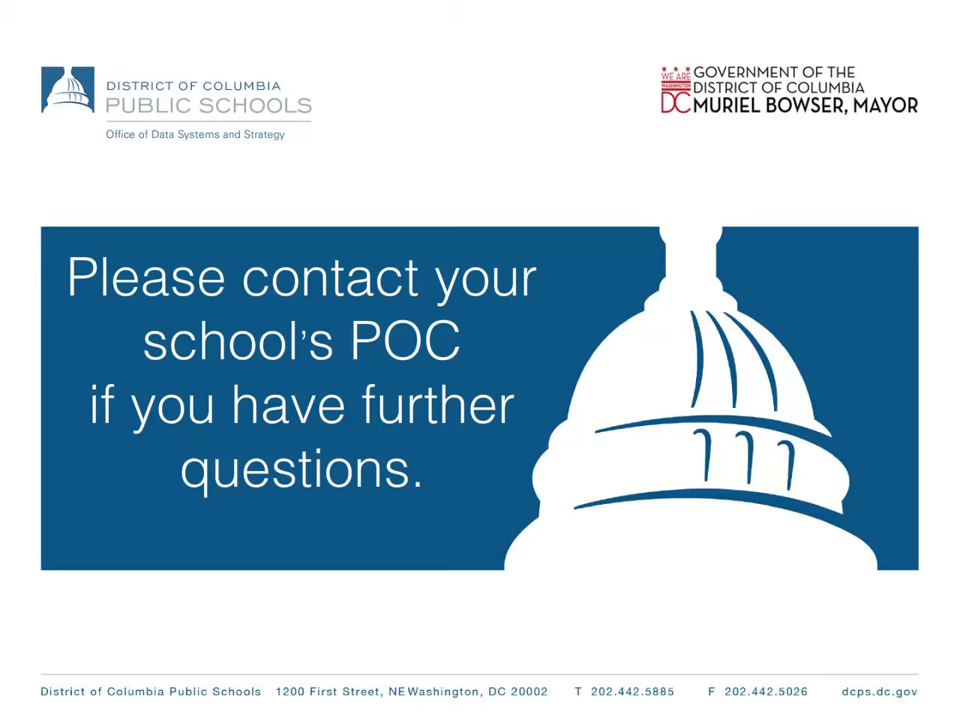 DISTRICT OF COLUMBIA
PUBLIC SCHOOLS
Office of Data Systems and Strategy
WE ARE
WASHINGTON
DC
GOVERNMENT OF THE
DISTRICT OF COLUMBIA
MURIEL BOWSER, MAYOR
Please contact your
school’s POC
if you have further
questions.
District of Columbia Public Schools 1200 First Street, NE Washington, DC 20002 T 202.442.5885 F 202.442.5026 dcps.dc.gov